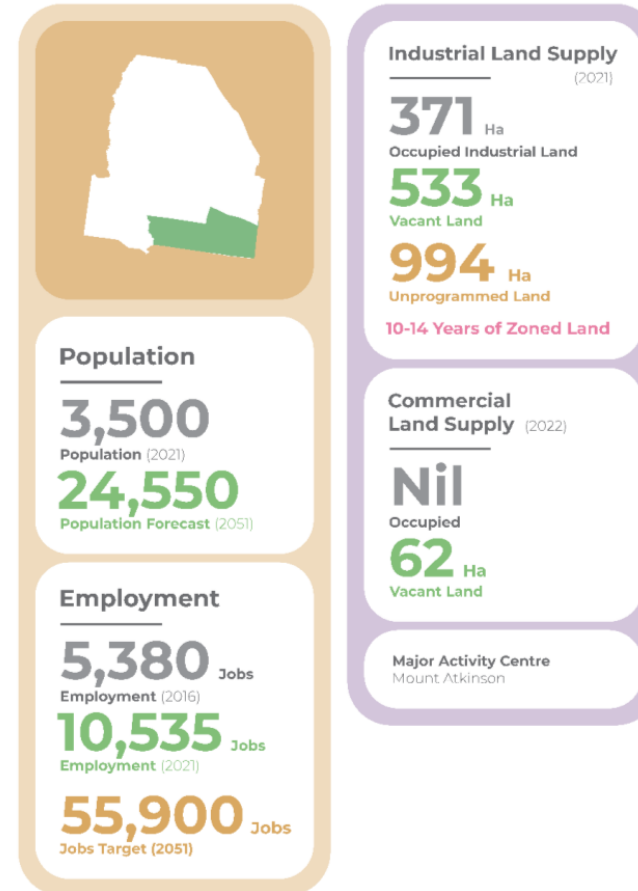 Population
3,500
Population (2021)
24,550
Population Forecast (2051)
Employment
5,380 Jobs
Employment (2016)
10,535 Jobs
Employment (2021)
55,900 Jobs
Jobs Target (2051)
Industrial Land Supply
(2021)
371 Ha
Occupied Industrial Land
533 Ha
Vacant Land
994 Ha
Unprogrammed Land
10-14 Years of Zoned Land
Commercial
Land Supply (2022)
Nil
Occupied
62 Ha
Vacant Land
Major Activity Centre
Mount Atkinson